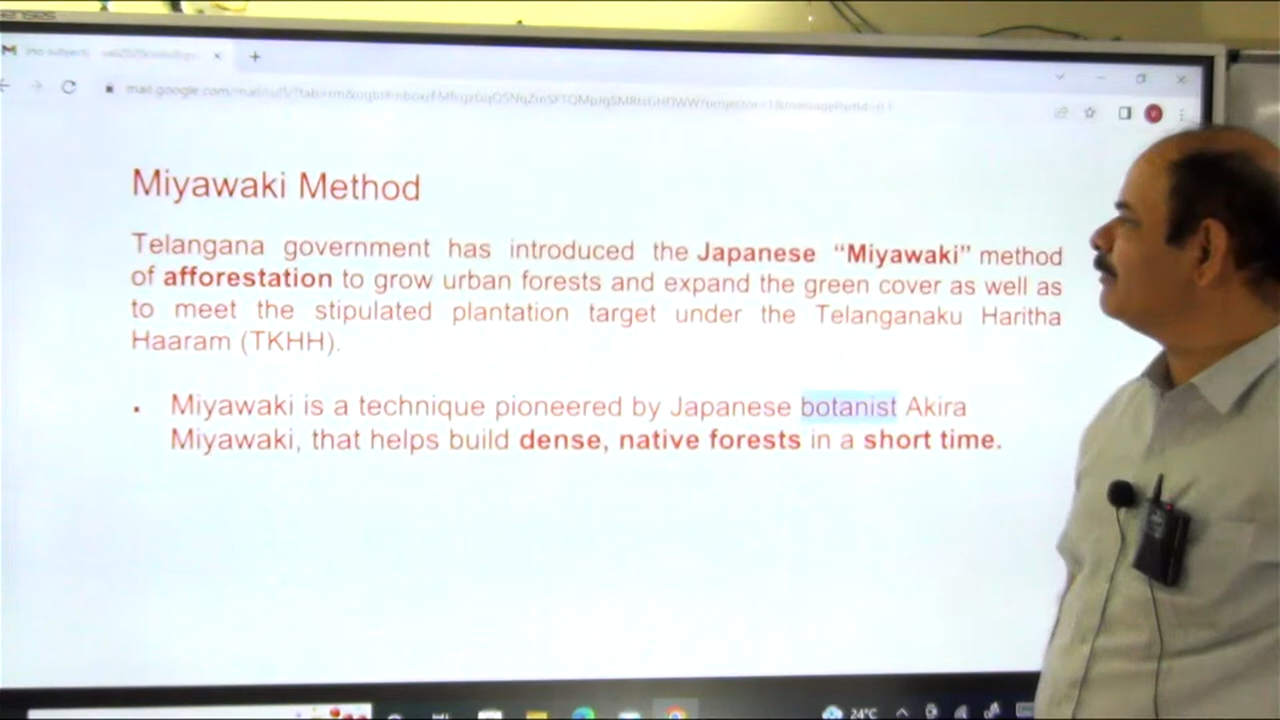 mail.google.com/mail/u/
Miyawaki Method
Telangana government has introduced the Japanese “Miyawaki” method
of afforestation to grow urban forests and expand the green cover as well as
to meet the stipulated plantation target under the Telanganaku Haritha
Haaram (TKHH).
▪ Miyawaki is a technique pioneered by Japanese botanist Akira
Miyawaki, that helps build dense, native forests in a short time.
24°C